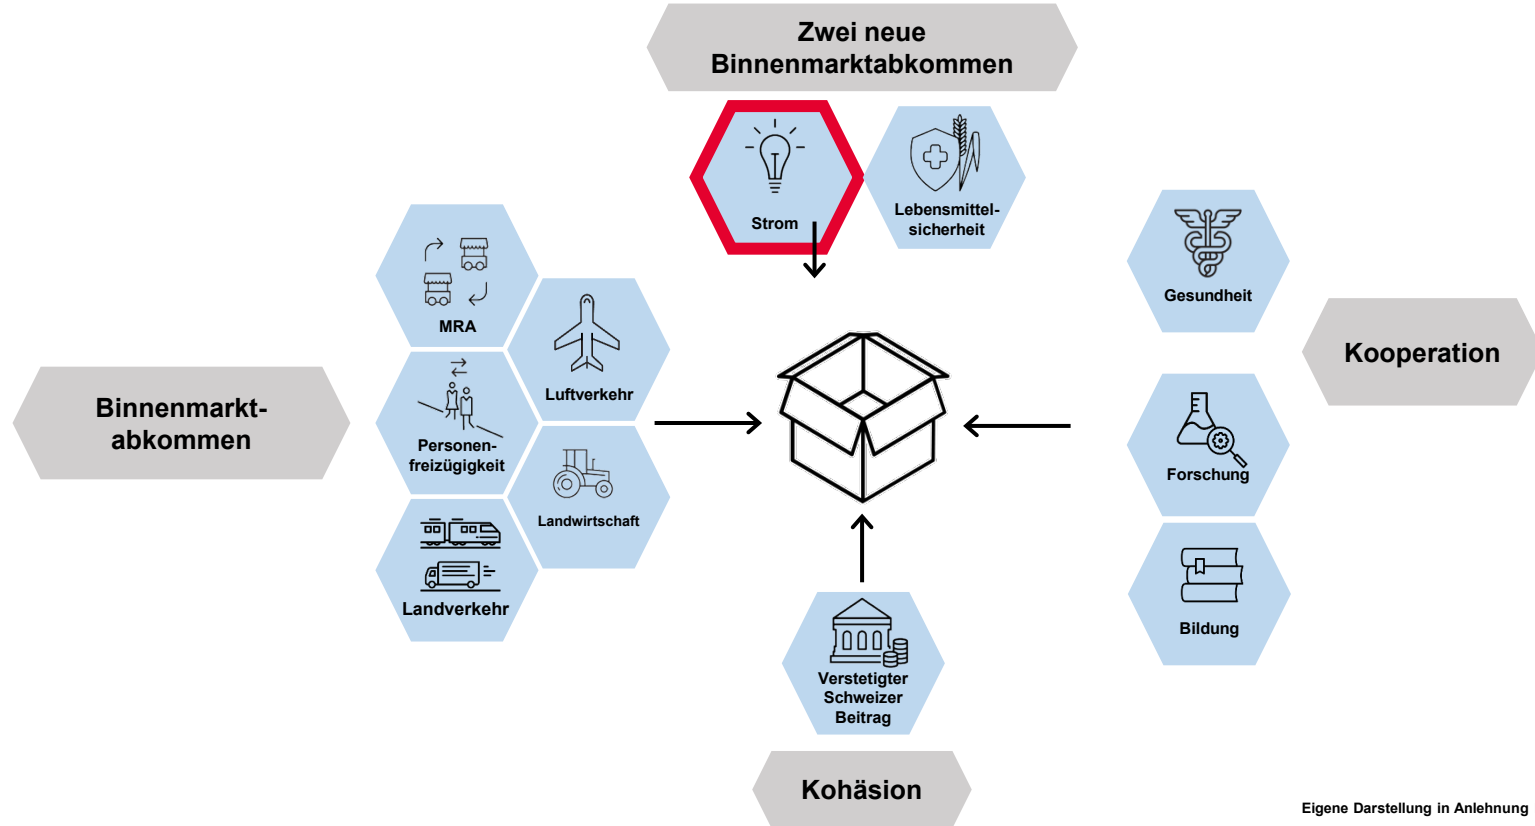 Zwei neue
Binnenmarktabkommen
Strom
Lebensmittel-
sicherheit
MRA
Luftverkehr
Personen-
freizügigkeit
Landwirtschaft
Landverkehr
Binnenmarkt-
abkommen
Gesundheit
Forschung
Bildung
Kooperation
Verstetigter
Schweizer
Beitrag
Kohäsion
Eigene Darstellung in Anlehnung